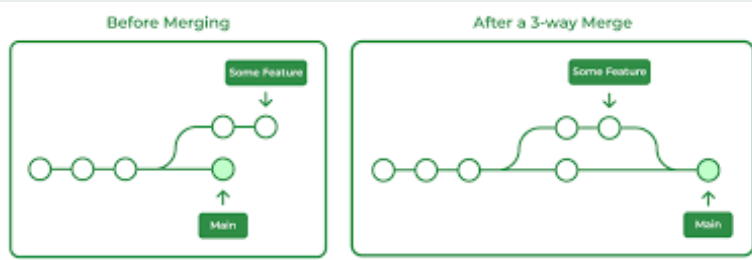 Before Merging
Some Feature
Main
After a 3-way Merge
Some Feature
Main